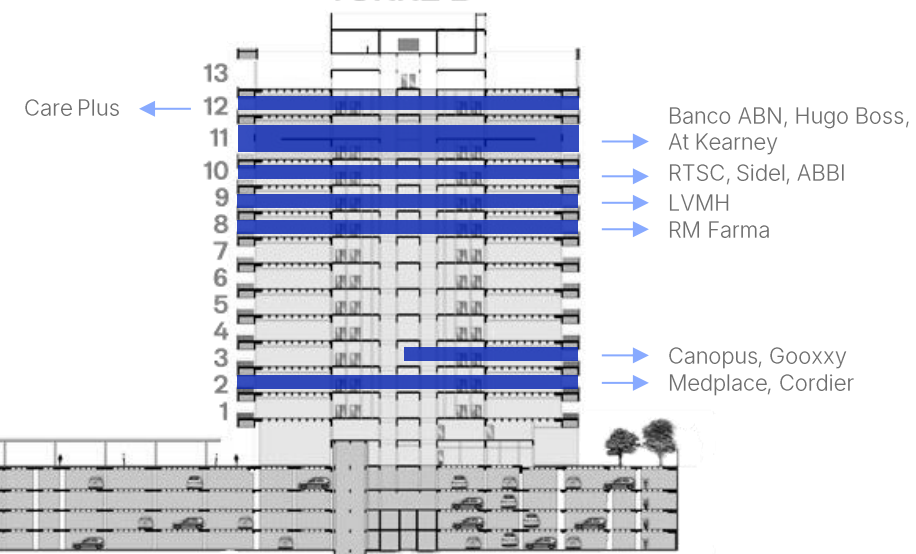 13
12
11
10
9
8
7
6
5
4
3
2
1
Care Plus
Banco ABN, Hugo Boss,
At Kearney
RTSC, Sidel, ABBI
LVMH
RM Farma
Canopus, Gooxxy
Medplace, Cordier